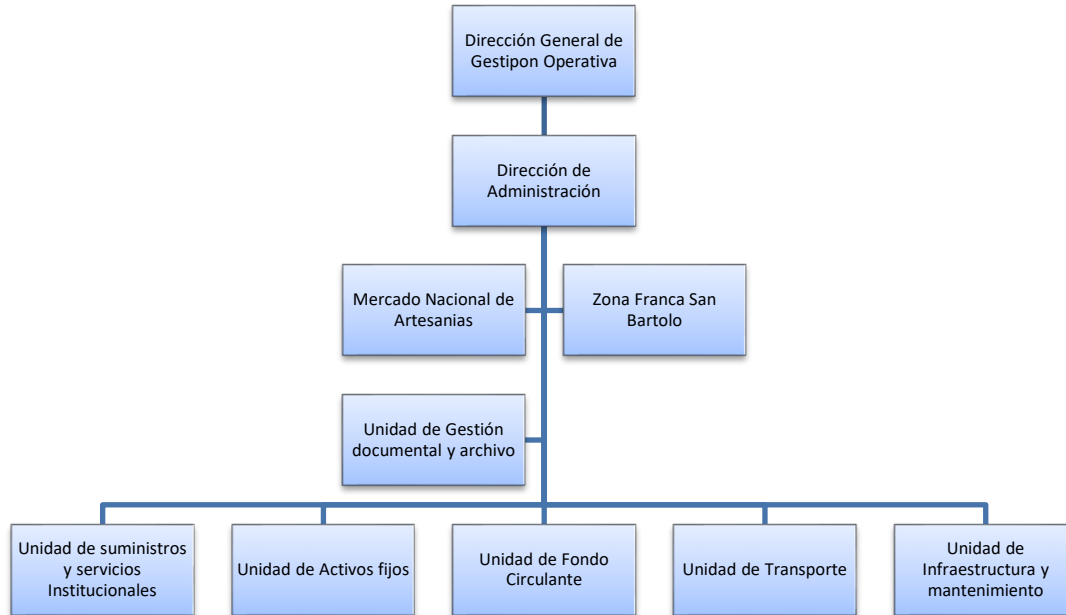 Dirección General de
Gestipon Operativa
Dirección de
Administración
Mercado Nacional de
Artesanias
Zona Franca San
Bartolo
Unidad de Gestión
documental y archivo
Unidad de suministros
y servicios
Institucionales
Unidad de Activos fijos
Unidad de Fondo
Circulante
Unidad de Transporte
Unidad de
Infraestructura y
mantenimiento